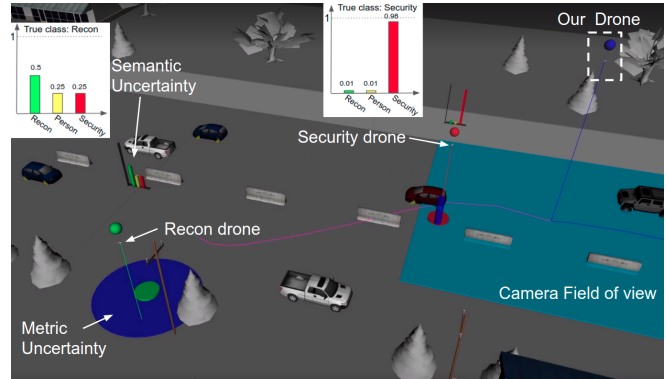 True class: Recon
1
0.5
0.25
0.25
Recon
Person
Security
True class: Security
1
0.95
0.01
0.01
Recon
Person
Security
Our Drone
Semantic
Uncertainty
Security drone
Recon drone
Camera Field of view
Metric
Uncertainty